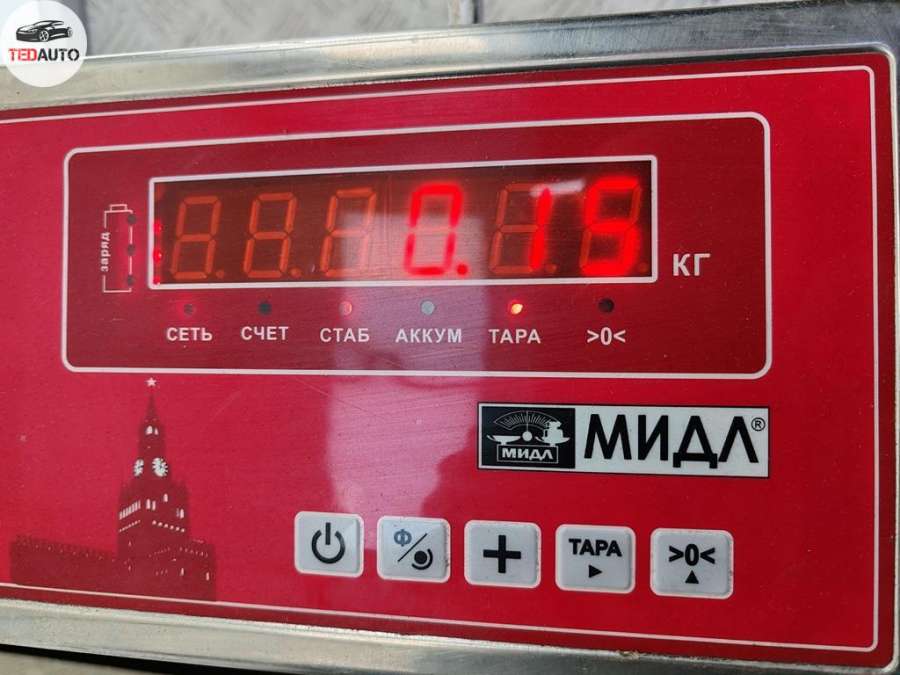 TEDAUTO
заряд
0.15
КГ
СЕТЬ СЧЕТ СТАБ АККУМ ТАРА >0<
МИДЛ МИДЛ®
Ф + ТАРА >0<